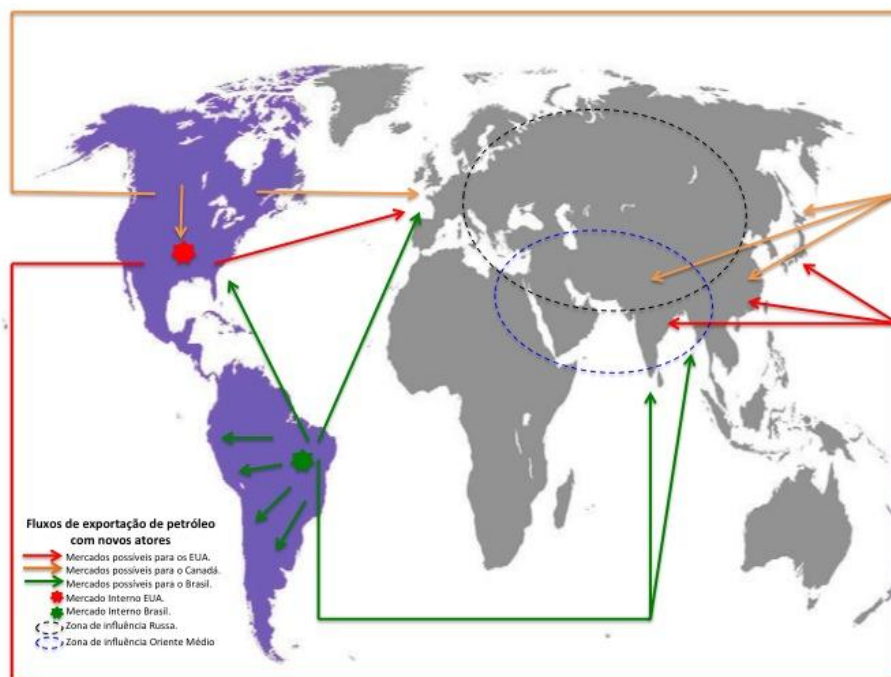 Fluxos de exportação de petróleo
com novos atores
Mercados possíveis para os EUA.
Mercados possíveis para o Canadá.
Mercados possíveis para o Brasil.
Mercado Interno EUA.
Mercado Interno Brasil.
Zona de influência Russa.
Zona de influência Oriente Médio